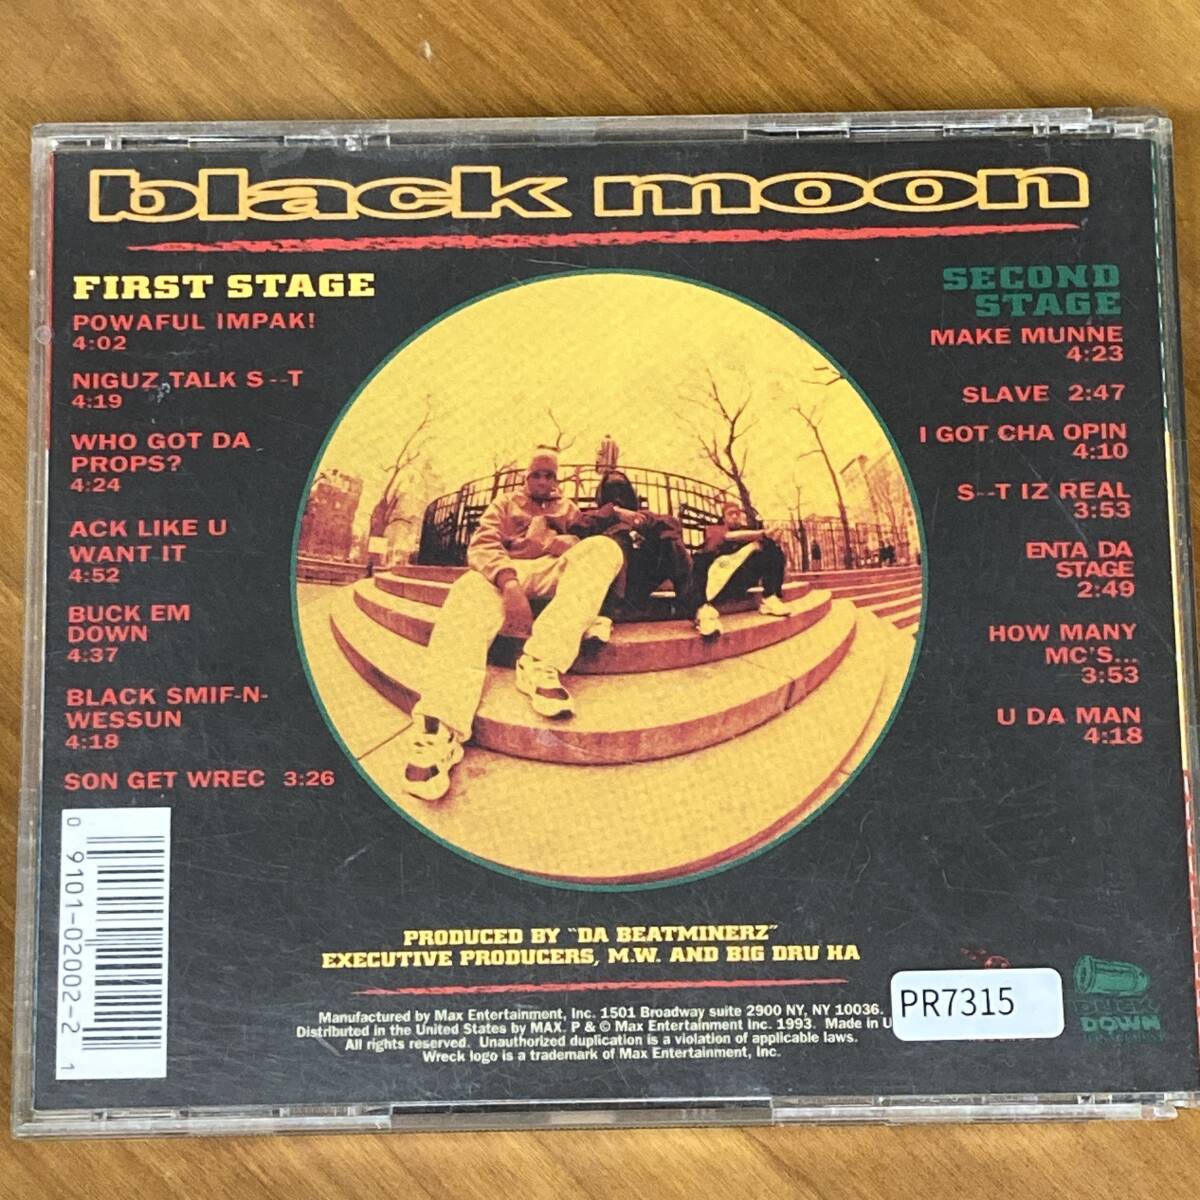 black moon
FIRST STAGE
POWAFUL IMPAK!
4:02
NIGUZ TALK S--T
4:19
WHO GOT DA
PROPS?
4:24
ACK LIKE U
WANT IT
4:52
BUCK EM
DOWN
4:37
BLACK SMIF-N-
WESSUN
4:18
SON GET WREC 3:26
SECOND
STAGE
MAKE MUNNE
4:23
SLAVE 2:47
I GOT CHA OPIN
4:10
S--T IZ REAL
3:53
ENTA DA
STAGE
2:49
HOW MANY
MC'S...
3:53
U DA MAN
4:18
0 9101-02002-2 1
PRODUCED BY "DA BEATMINERZ"
EXECUTIVE PRODUCERS, M.W. AND BIG DRU HA
Manufactured by Max Entertainment, Inc. 1501 Broadway suite 2900 NY, NY 10036.
Distributed in the United States by MAX. P & © Max Entertainment Inc. 1993. Made in U
All rights reserved. Unauthorized duplication is a violation of applicable laws.
Wreck logo is a trademark of Max Entertainment, Inc.
PR7315
DUCK
DOWN